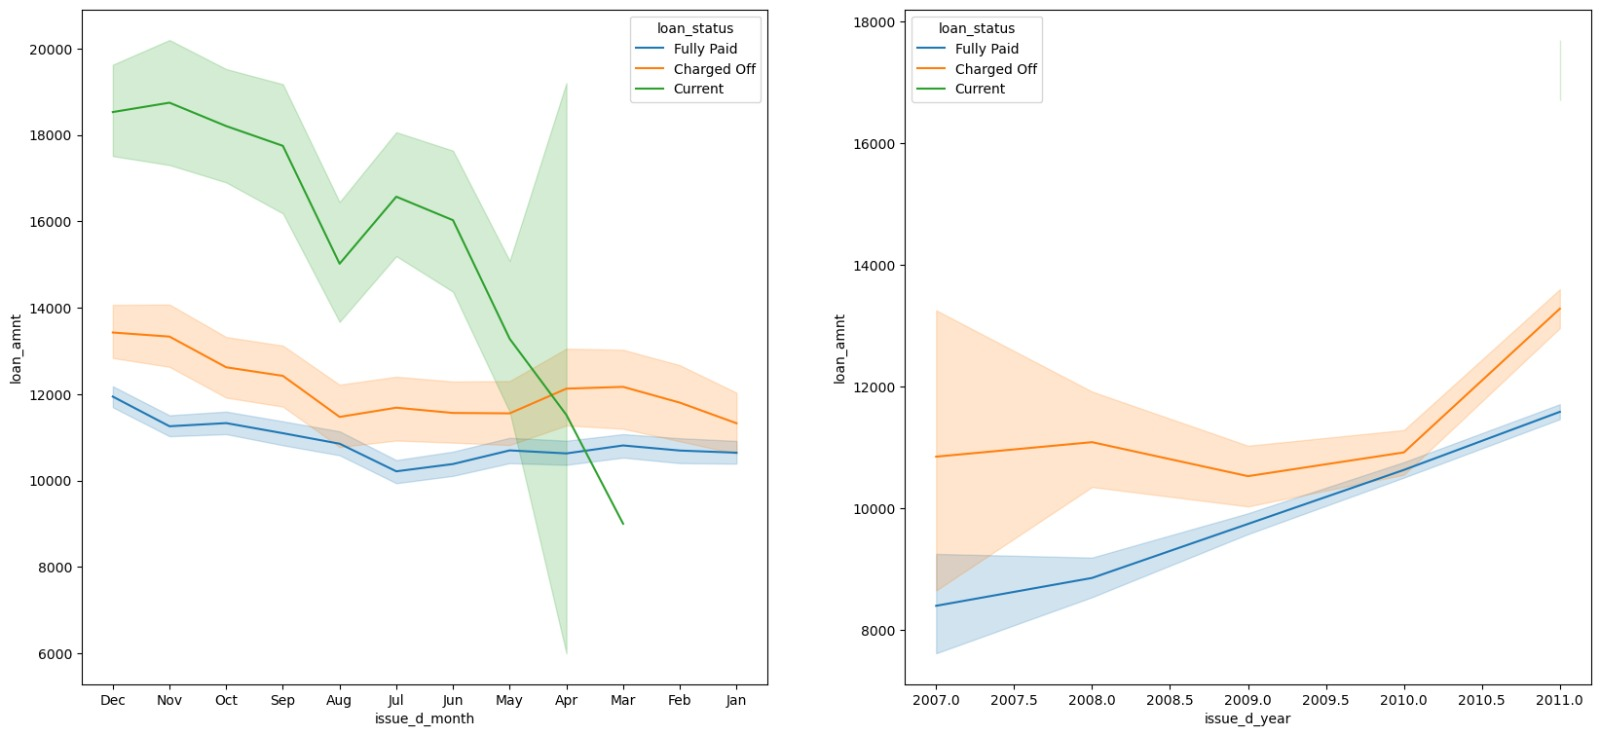 loan_status
Fully Paid
Charged Off
Current
20000
18000
16000
14000
12000
10000
8000
6000
loan_amnt
Dec Nov Oct Sep Aug Jul Jun May Apr Mar Feb Jan
issue_d_month
loan_status
Fully Paid
Charged Off
Current
18000
16000
14000
12000
10000
8000
loan_amnt
2007.0 2007.5 2008.0 2008.5 2009.0 2009.5 2010.0 2010.5 2011.0
issue_d_year